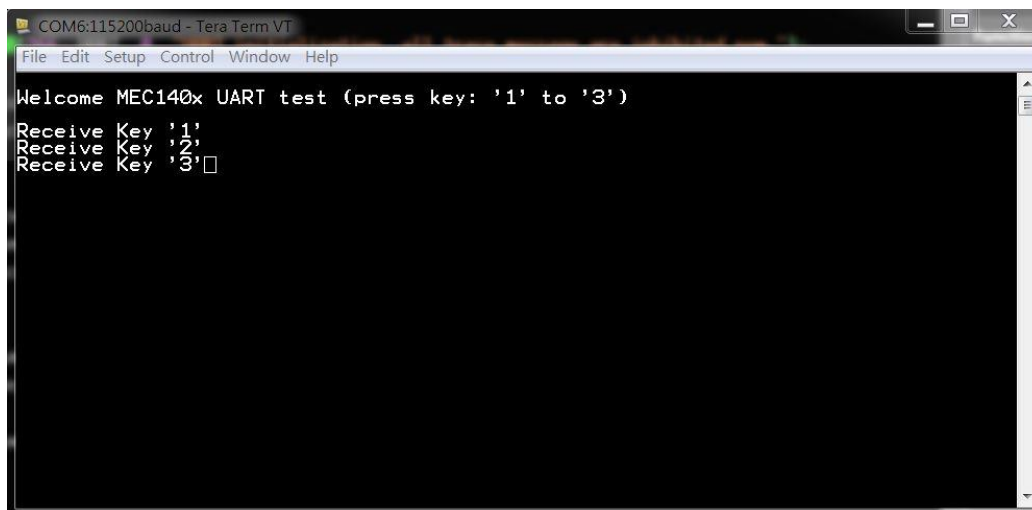 COM6:115200baud - Tera Term VT
File Edit Setup Control Window Help
Welcome MEC140x UART test (press key: '1' to '3')
Receive Key '1'
Receive Key '2'
Receive Key '3'